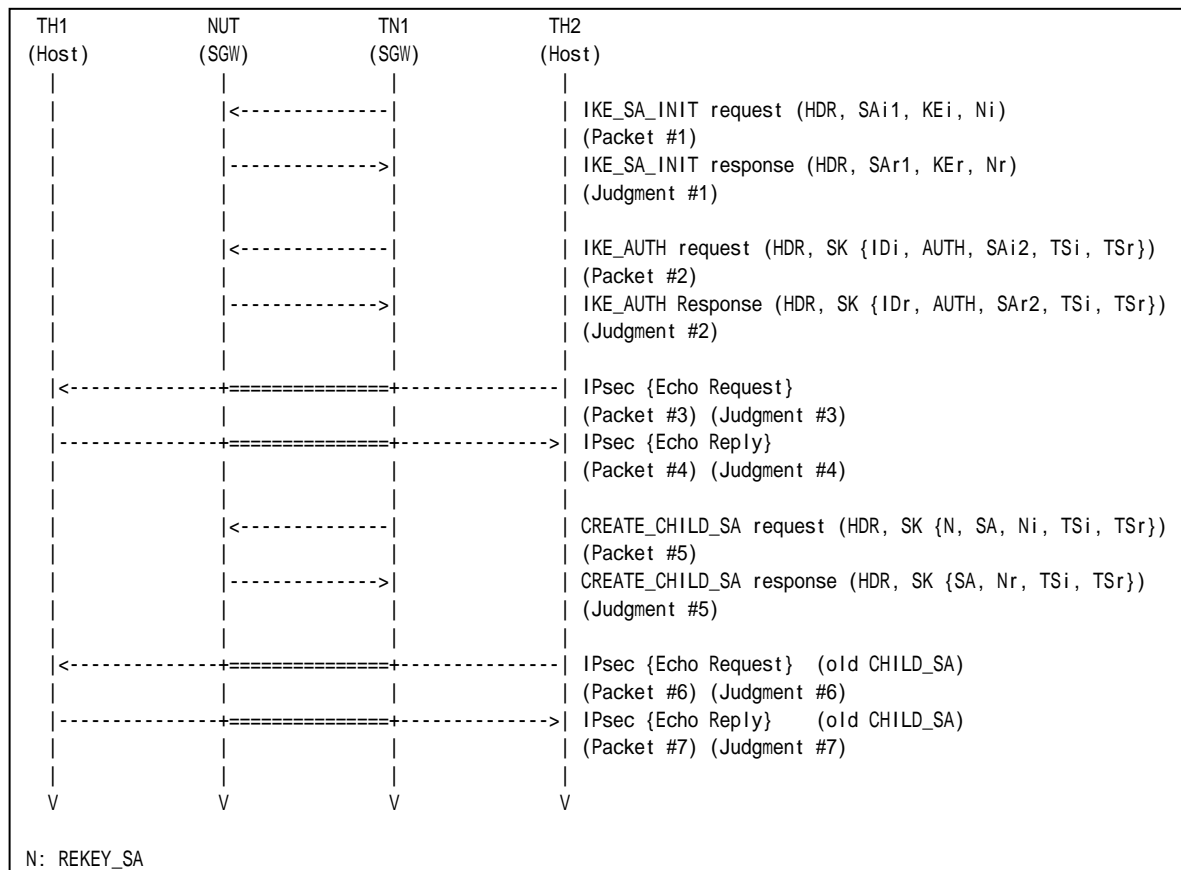 TH1 NUT TN1 TH2
(Host) (SGW) (SGW) (Host)
IKE_SA_INIT request (HDR, SAi1, KEi, Ni)
(Packet #1)
IKE_SA_INIT response (HDR, SAr1, KEr, Nr)
(Judgment #1)
IKE_AUTH request (HDR, SK {IDi, AUTH, SAi2, TSi, TSr})
(Packet #2)
IKE_AUTH Response (HDR, SK {IDr, AUTH, SAr2, TSi, TSr})
(Judgment #2)
IPsec {Echo Request}
(Packet #3) (Judgment #3)
IPsec {Echo Reply}
(Packet #4) (Judgment #4)
CREATE_CHILD_SA request (HDR, SK {N, SA, Ni, TSi, TSr})
(Packet #5)
CREATE_CHILD_SA response (HDR, SK {SA, Nr, TSi, TSr})
(Judgment #5)
IPsec {Echo Request} (old CHILD_SA)
(Packet #6) (Judgment #6)
IPsec {Echo Reply} (old CHILD_SA)
(Packet #7) (Judgment #7)
V V V V
N: REKEY_SA